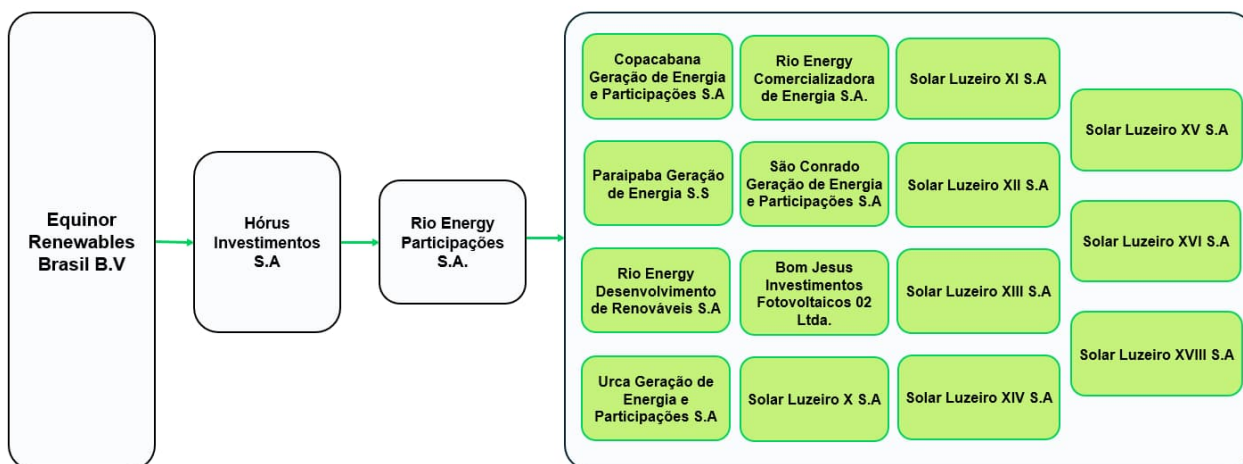 Equinor
Renewables
Brasil B.V
Hórus
Investimentos
S.A
Rio Energy
Participações
S.A.
Copacabana
Geração de Energia
e Participações S.A
Paraipaba Geração
de Energia S.S
Rio Energy
Desenvolvimento
de Renováveis S.A
Urca Geração de
Energia e
Participações S.A
Rio Energy
Comercializadora
de Energia S.A.
São Conrado
Geração de Energia
e Participações S.A
Bom Jesus
Investimentos
Fotovoltaicos 02
Ltda.
Solar Luzeiro X S.A
Solar Luzeiro XI S.A
Solar Luzeiro XII S.A
Solar Luzeiro XIII S.A
Solar Luzeiro XIV S.A
Solar Luzeiro XV S.A
Solar Luzeiro XVI S.A
Solar Luzeiro XVIII S.A